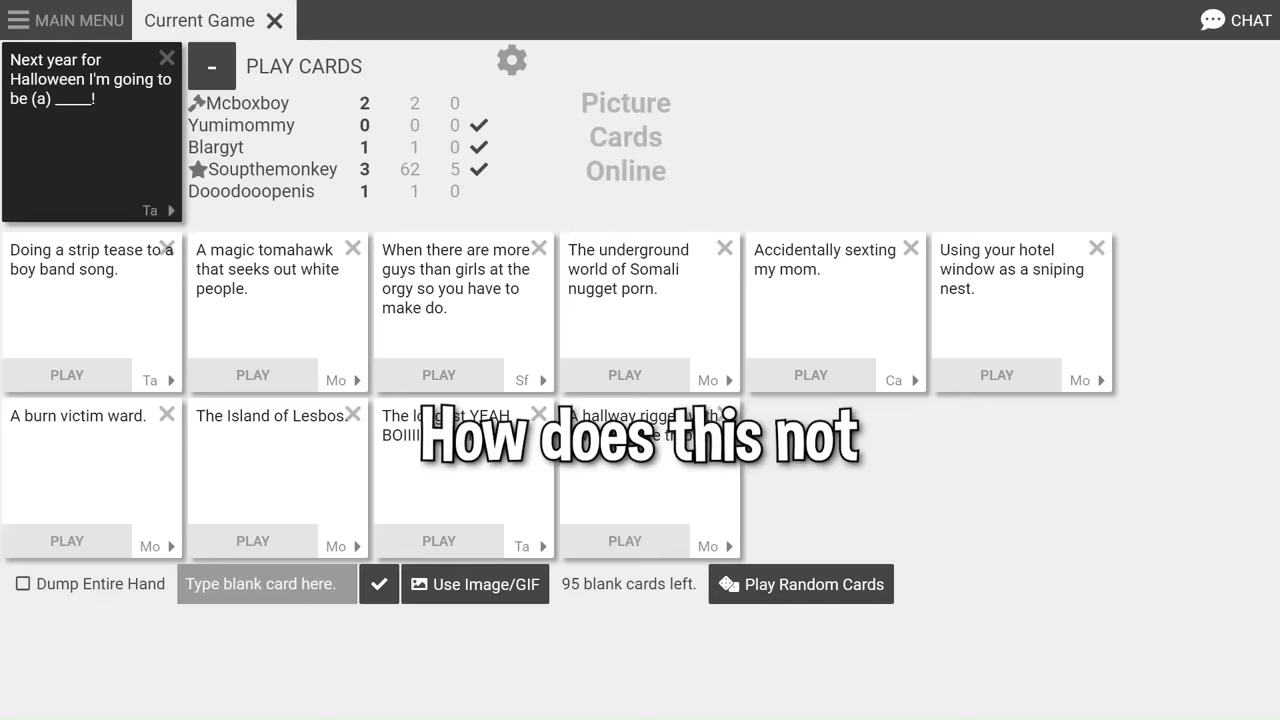 MAIN MENU
Current Game
CHAT
Next year for
Halloween I'm going to
be (a) _____!
Ta
-
PLAY CARDS
Mcboxboy 2 2 0
Yumimommy 0 0 0
Blargyt 1 1 0
Soupthemonkey 3 62 5
Dooodooopenis 1 1 0
Picture
Cards
Online
Doing a strip tease to a
boy band song.
PLAY
Ta
A magic tomahawk
that seeks out white
people.
PLAY
Mo
When there are more
guys than girls at the
orgy so you have to
make do.
PLAY
Sf
The underground
world of Somali
nugget porn.
PLAY
Mo
Accidentally sexting
my mom.
PLAY
Ca
Using your hotel
window as a sniping
nest.
PLAY
Mo
A burn victim ward.
PLAY
Mo
The Island of Lesbos.
PLAY
Mo
The longest YEAH
PLAY
Ta
A hallway rigged with
PLAY
Mo
How does this not
Dump Entire Hand
Type blank card here.
Use Image/GIF
95 blank cards left.
Play Random Cards